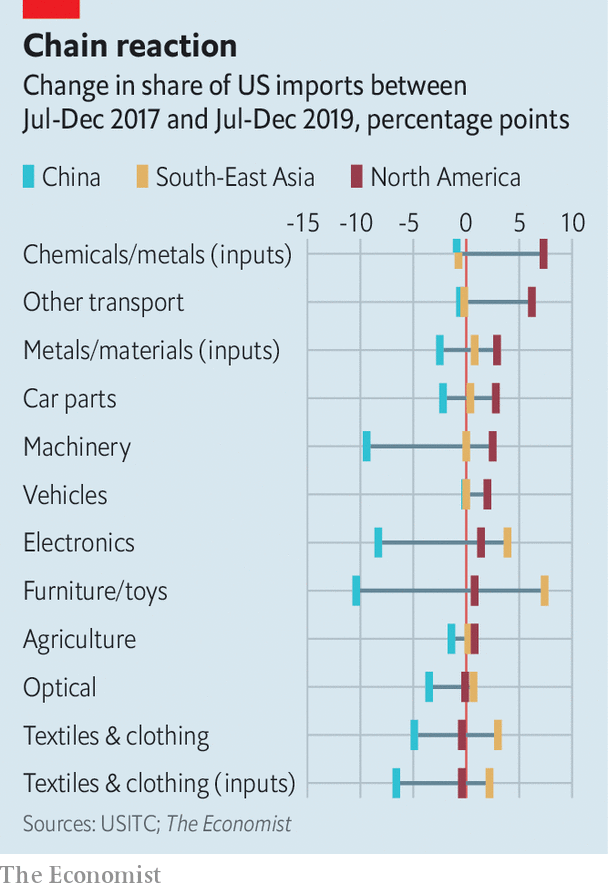 Chain reaction
Change in share of US imports between
Jul-Dec 2017 and Jul-Dec 2019, percentage points
China South-East Asia North America
-15 -10 -5 0 5 10
Chemicals/metals (inputs)
Other transport
Metals/materials (inputs)
Car parts
Machinery
Vehicles
Electronics
Furniture/toys
Agriculture
Optical
Textiles & clothing
Textiles & clothing (inputs)
Sources: USITC; The Economist
The Economist